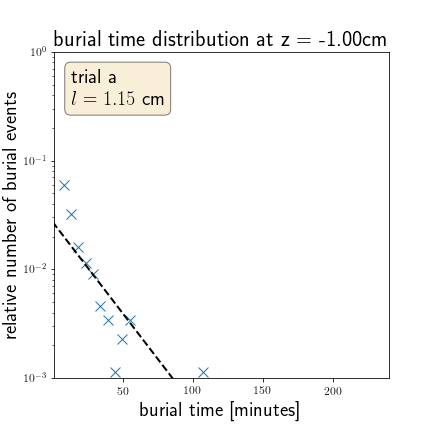 burial time distribution at z = -1.00cm
trial a
l = 1.15 cm
relative number of burial events
10⁰
10⁻¹
10⁻²
10⁻³
50 100 150 200
burial time [minutes]